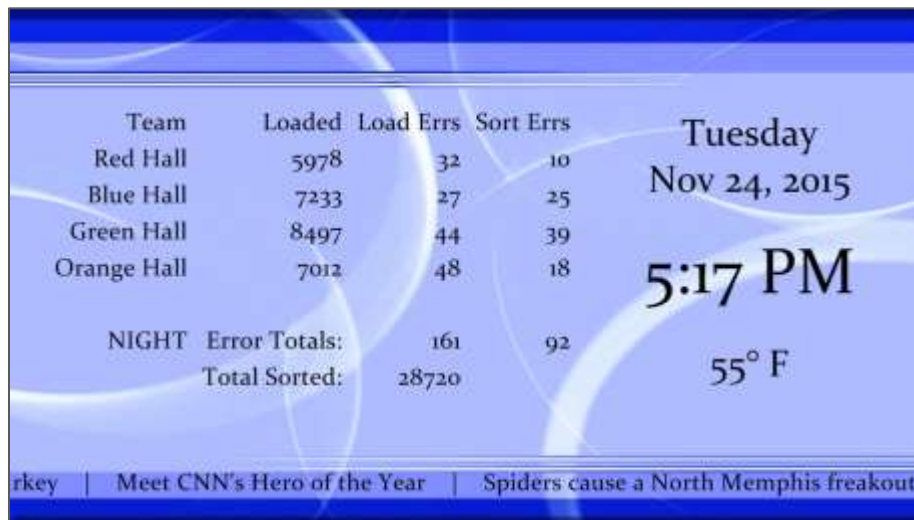 Team Loaded Load Errs Sort Errs
Red Hall 5978 32 10
Blue Hall 7233 27 25
Green Hall 8497 44 39
Orange Hall 7012 48 18
NIGHT Error Totals: 161 92
Total Sorted: 28720
Tuesday
Nov 24, 2015
5:17 PM
55° F
rkey | Meet CNN's Hero of the Year | Spiders cause a North Memphis freakout